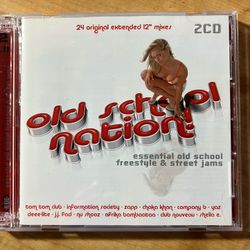 24 original extended 12" mixes
2CD
old school
nation!
essential old school
freestyle & street jams
tom tom club · information society · zapp · chaka khan · company b · yaz
deee-lite · j.j. fad · nu shooz · afrika bambaataa · club nouveau · sheila e.